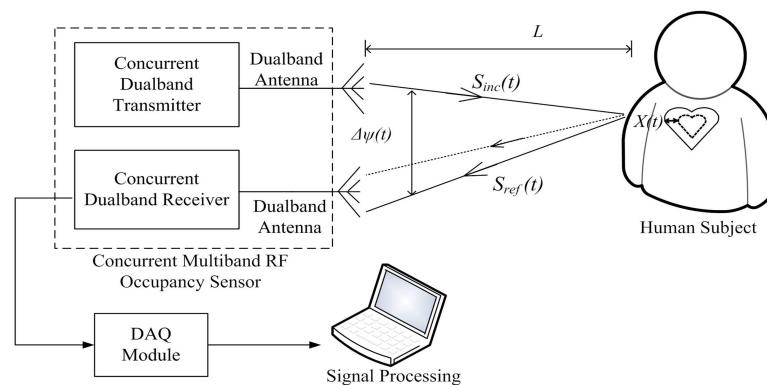 Concurrent
Dualband
Transmitter
Dualband
Antenna
L
S_inc(t)
Δψ(t)
X(t)
Concurrent
Dualband Receiver
Dualband
Antenna
S_ref(t)
Human Subject
Concurrent Multiband RF
Occupancy Sensor
DAQ
Module
Signal Processing